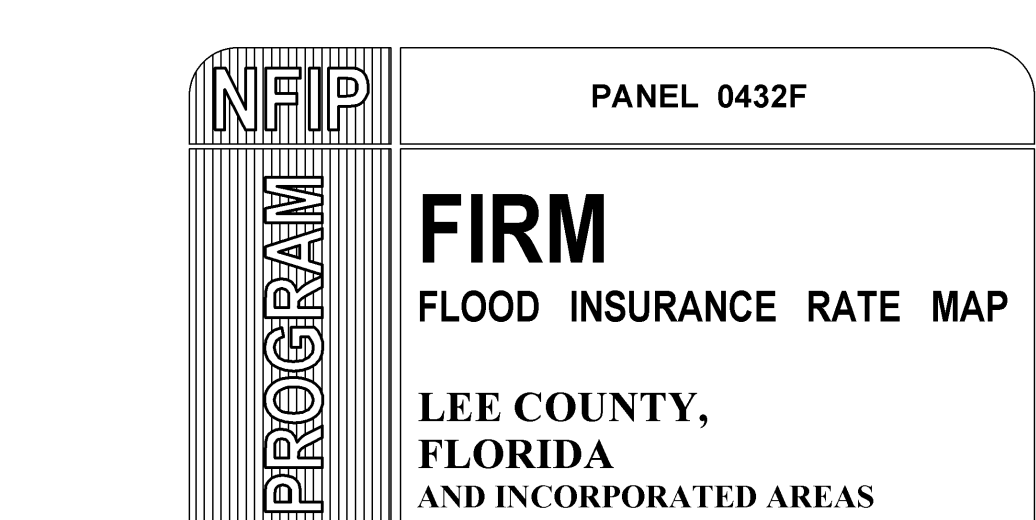 NFIP
PANEL 0432F
PROGRAM
FIRM
FLOOD INSURANCE RATE MAP
LEE COUNTY,
FLORIDA
AND INCORPORATED AREAS